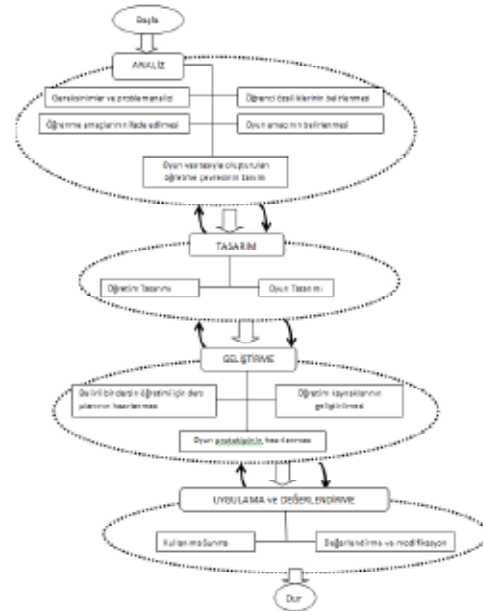 Başla
ANALİZ
Gereksinimler ve problem analizi
Öğrenci özelliklerinin belirlenmesi
Öğrenme amaçlarının ifade edilmesi
Oyun amacının belirlenmesi
Oyun vasıtasıyla oluşturulan
öğretme çevresinin tanımı
TASARIM
Öğretim Tasarımı
Oyun Tasarımı
GELİŞTİRME
Belirli bir dersin öğretimi için ders
planının hazırlanması
Öğretim kaynaklarının
geliştirilmesi
Oyun prototipinin hazırlanması
UYGULAMA ve DEĞERLENDİRME
Kullanıma Sunma
Değerlendirme ve modifikasyon
Dur